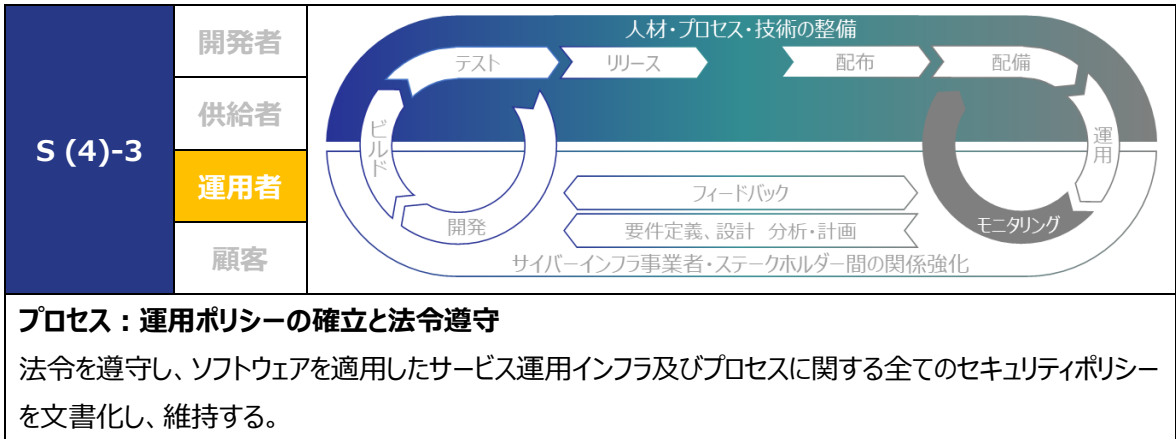 S (4)-3
開発者
供給者
運用者
顧客
人材・プロセス・技術の整備
テスト
リリース
配布
配備
ビルド
運用
フィードバック
開発
要件定義、設計 分析・計画
モニタリング
サイバーインフラ事業者・ステークホルダー間の関係強化
プロセス：運用ポリシーの確立と法令遵守
法令を遵守し、ソフトウェアを適用したサービス運用インフラ及びプロセスに関する全てのセキュリティポリシー
を文書化し、維持する。